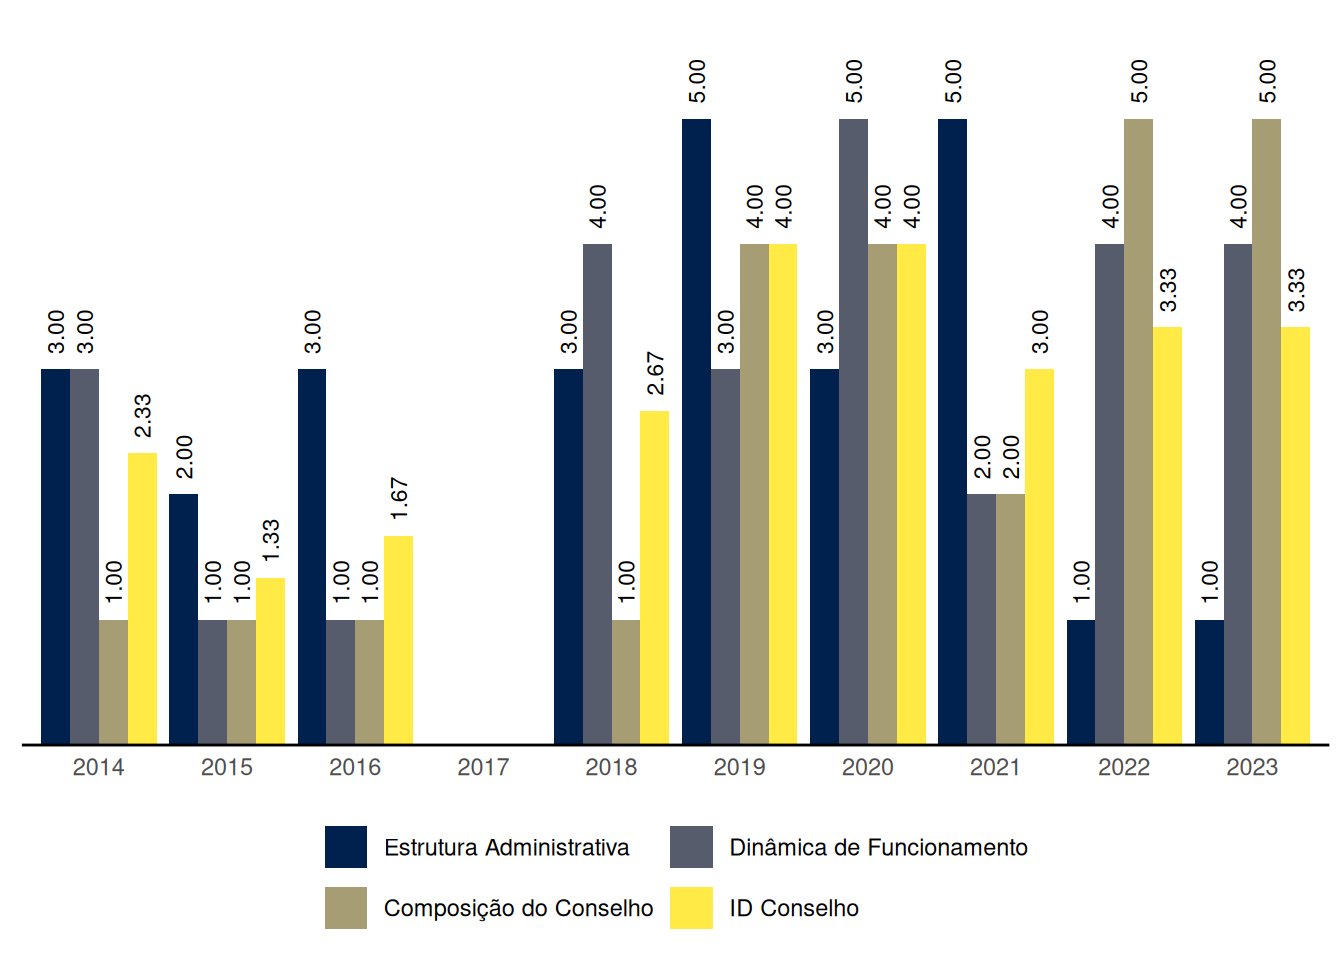 3.00 3.00 1.00 2.33 2.00 1.00 1.00 1.33 3.00 1.00 1.00 1.67 3.00 4.00 1.00 2.67 5.00 3.00 4.00 4.00 3.00 5.00 4.00 4.00 5.00 2.00 2.00 3.00 1.00 4.00 5.00 3.33 1.00 4.00 5.00 3.33
2014 2015 2016 2017 2018 2019 2020 2021 2022 2023
Estrutura Administrativa Dinâmica de Funcionamento
Composição do Conselho ID Conselho